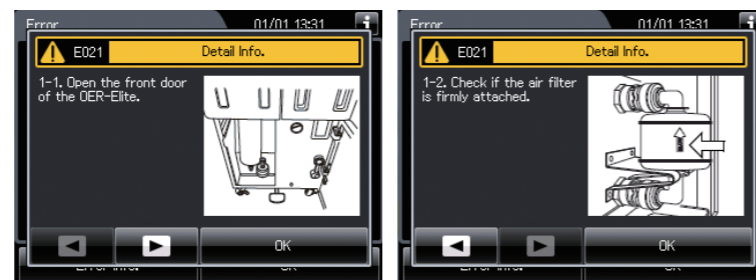 Error 01/01 13:31 i
E021 Detail Info.
1-1. Open the front door
of the OER-Elite.
OK
Error 01/01 13:31 i
E021 Detail Info.
1-2. Check if the air filter
is firmly attached.
OK